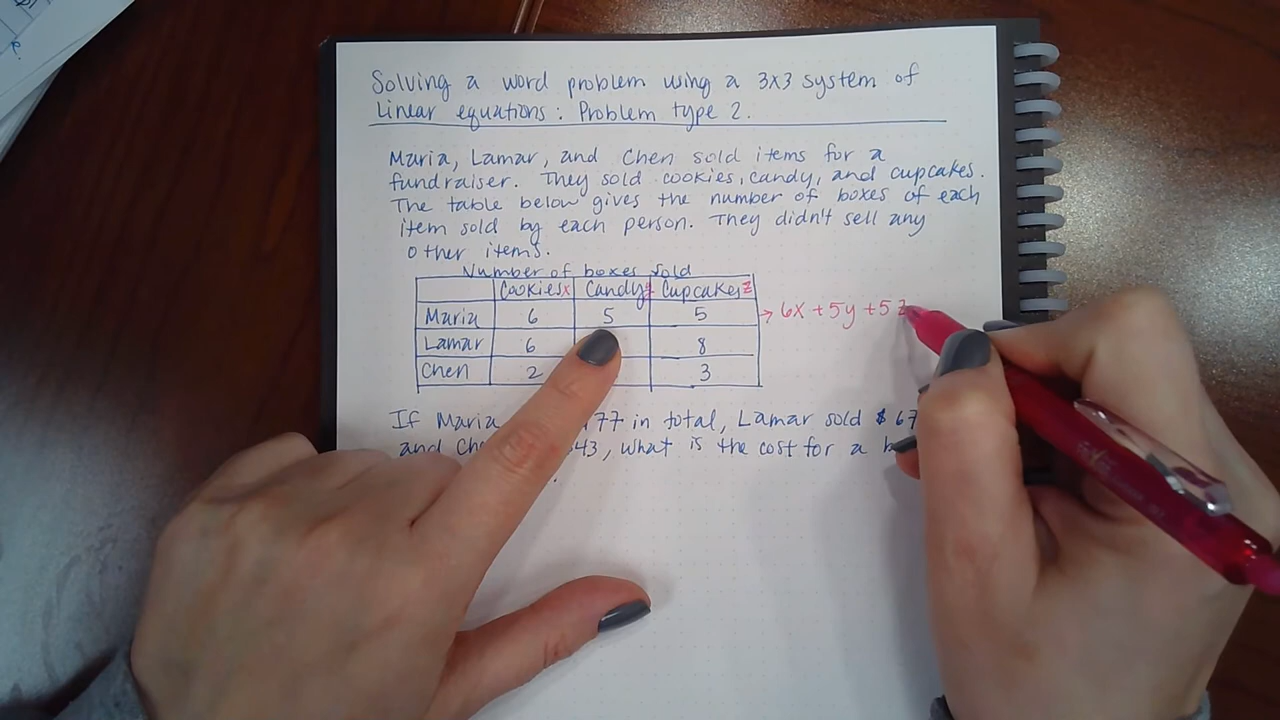 Solving a word problem using a 3x3 system of
Linear equations: Problem type 2.
Maria, Lamar, and Chen sold items for a
fundraiser. They sold cookies, candy, and cupcakes.
The table below gives the number of boxes of each
item sold by each person. They didn't sell any
other items.
Number of boxes sold
Cookies x Candy y Cupcakes z
Maria 6 5 5 → 6x + 5y + 5z
Lamar 6 8
Chen 2 3
If Maria 77 in total, Lamar sold $67
and 43, what is the cost for a